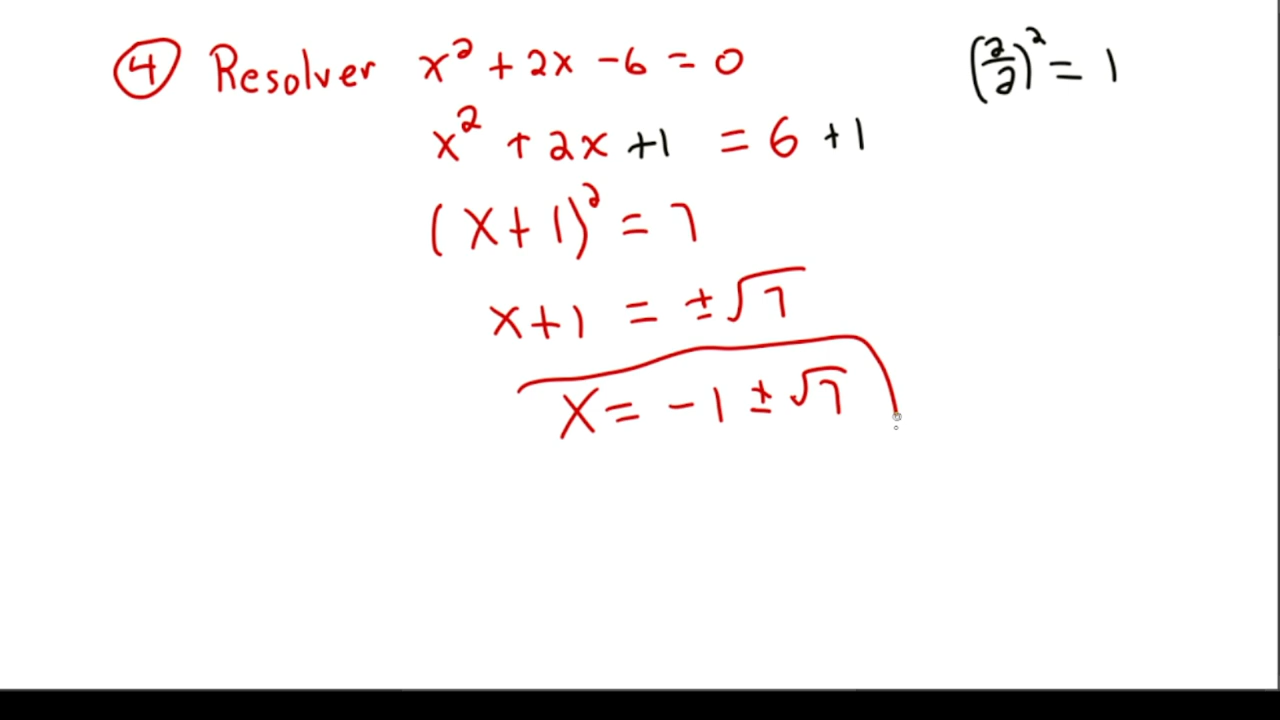 ④ Resolver x² + 2x - 6 = 0
(2/2)² = 1
x² + 2x + 1 = 6 + 1
(x + 1)² = 7
x + 1 = ±√7
x = -1 ± √7